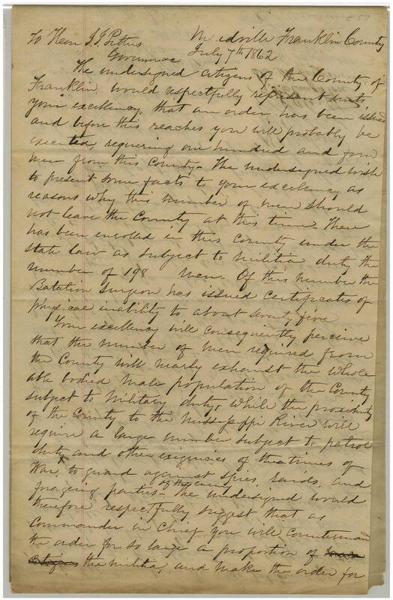 To Hon J. J. Pettus
Governor
Meadville Franklin County
July 7th 1862
The undersigned citizens of the County of
Franklin would respectfully represent unto
your excellency that an order has been issued
and before this reaches you will probably be
executed, requiring one hundred and
men from this County. The undersigned wish
to present some facts to your excellency as
reasons why this number of men should
not leave the County at this time. There
has been enrolled in this County under the
State law as subject to militia duty the
number of 198 men. Of this number the
Batalion Surgeon has issued certificates of
physical inability to about twenty five
Your excellency will consequently perceive
that the number of men required from
the County will nearly exhaust the whole
able bodied male population of the County
subject to Military duty, while the proximity
of the County to the Mississippi River will
require a large number subject to patrol
duty and other exigencies of the times of
War to guard against spies, raids, and
foraging parties of the enemy The undersigned would
therefore respectfully suggest that as
Commander in Chief you will countermand
the order for so large a proportion of
citizens the militia, and make the order for